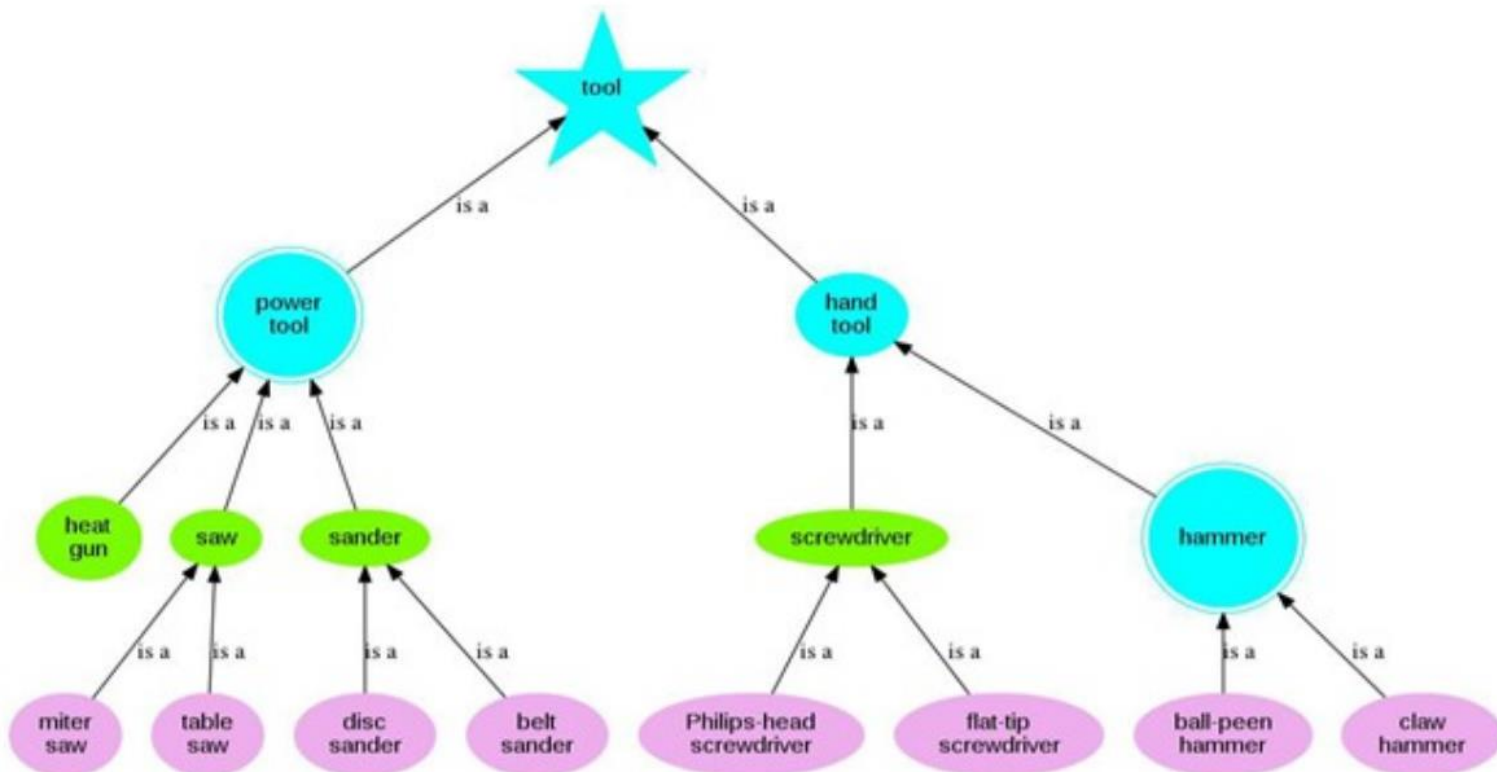 tool
is a
is a
power
tool
hand
tool
is a
is a
is a
is a
is a
heat
gun
saw
sander
screwdriver
hammer
is a
is a
is a
is a
is a
is a
is a
is a
miter
saw
table
saw
disc
sander
belt
sander
Philips-head
screwdriver
flat-tip
screwdriver
ball-peen
hammer
claw
hammer